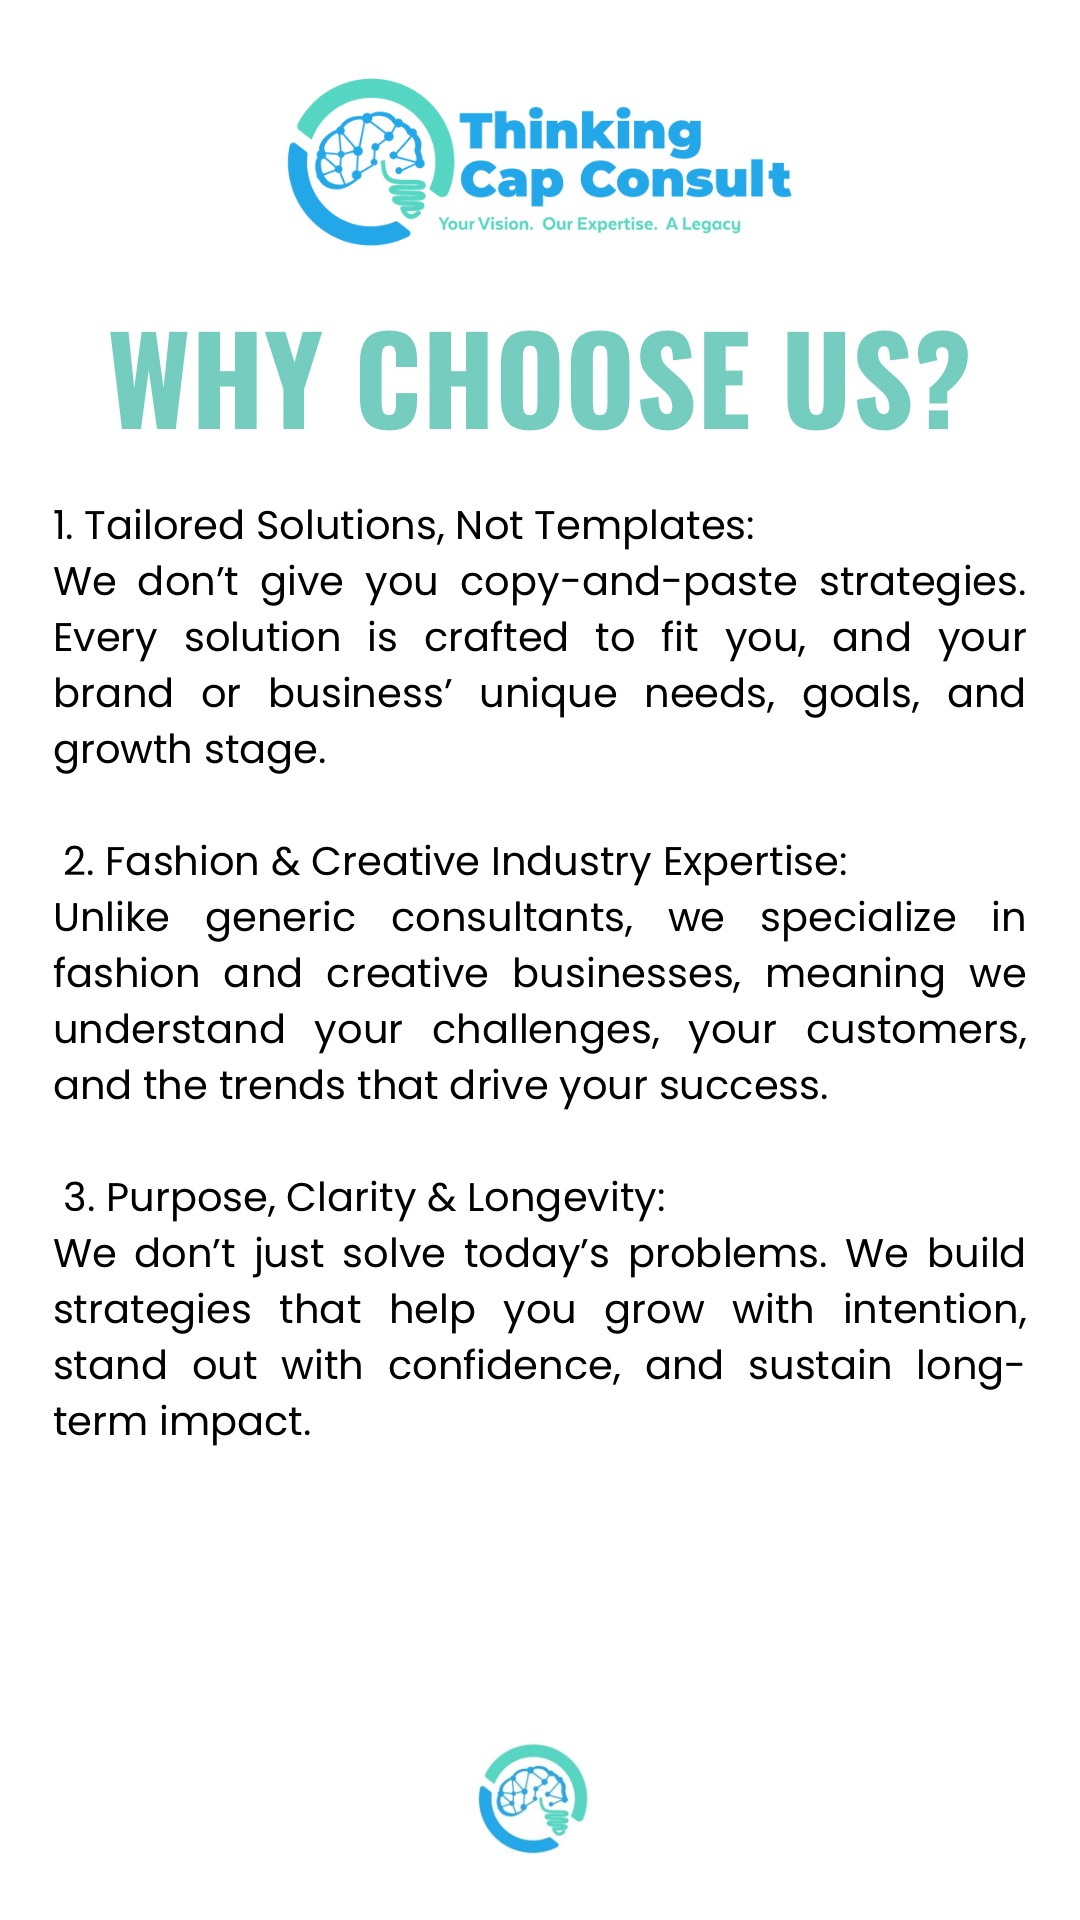 Thinking
Cap Consult
Your Vision. Our Expertise. A Legacy
WHY CHOOSE US?
1. Tailored Solutions, Not Templates:
We don’t give you copy-and-paste strategies.
Every solution is crafted to fit you, and your
brand or business’ unique needs, goals, and
growth stage.
2. Fashion & Creative Industry Expertise:
Unlike generic consultants, we specialize in
fashion and creative businesses, meaning we
understand your challenges, your customers,
and the trends that drive your success.
3. Purpose, Clarity & Longevity:
We don’t just solve today’s problems. We build
strategies that help you grow with intention,
stand out with confidence, and sustain long-
term impact.